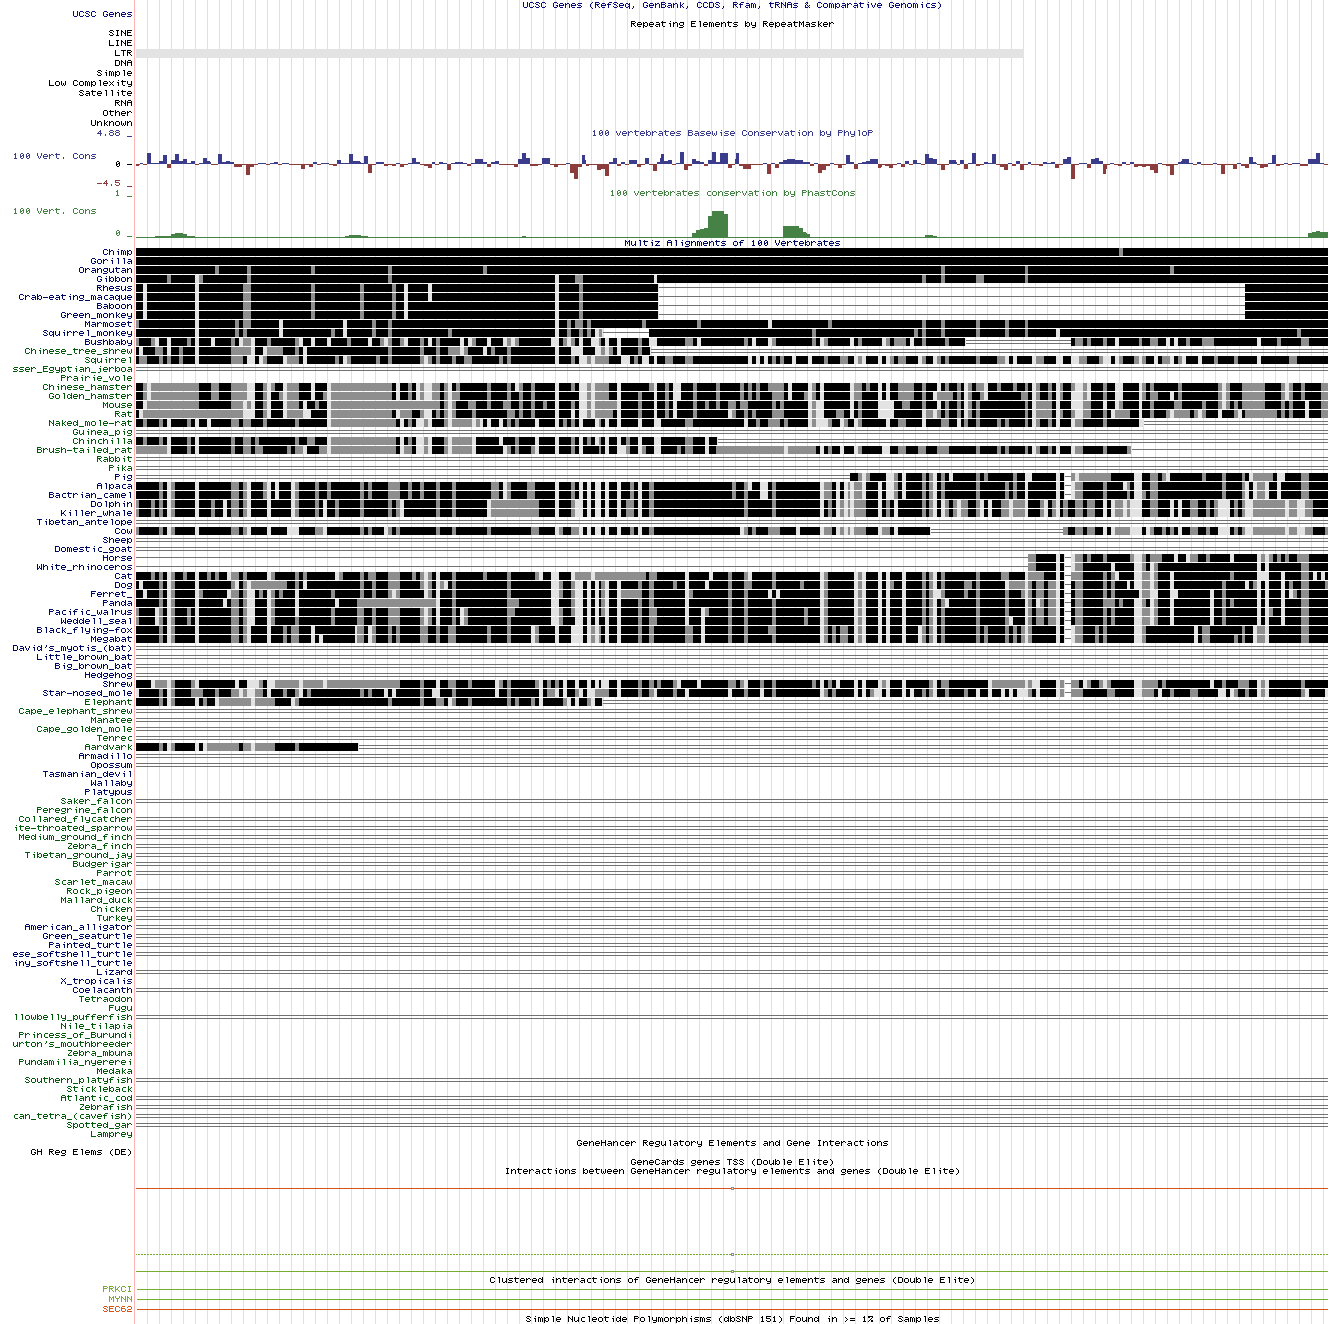 UCSC Genes (RefSeq, GenBank, CCDS, Rfam, tRNAs & Comparative Genomics)
UCSC Genes
Repeating Elements by RepeatMasker
SINE
LINE
LTR
DNA
Simple
Low Complexity
Satellite
RNA
Other
Unknown
100 vertebrates Basewise Conservation by PhyloP
4.88 _
100 Vert. Cons
0 _
-4.5 _
100 vertebrates conservation by PhastCons
1 _
100 Vert. Cons
0 _
Multiz Alignments of 100 Vertebrates
Chimp
Gorilla
Orangutan
Gibbon
Rhesus
Crab-eating_macaque
Baboon
Green_monkey
Marmoset
Squirrel_monkey
Bushbaby
Chinese_tree_shrew
Squirrel
sser_Egyptian_jerboa
Prairie_vole
Chinese_hamster
Golden_hamster
Mouse
Rat
Naked_mole-rat
Guinea_pig
Chinchilla
Brush-tailed_rat
Rabbit
Pika
Pig
Alpaca
Bactrian_camel
Dolphin
Killer_whale
Tibetan_antelope
Cow
Sheep
Domestic_goat
Horse
White_rhinoceros
Cat
Dog
Ferret_
Panda
Pacific_walrus
Weddell_seal
Black_flying-fox
Megabat
David's_myotis_(bat)
Little_brown_bat
Big_brown_bat
Hedgehog
Shrew
Star-nosed_mole
Elephant
Cape_elephant_shrew
Manatee
Cape_golden_mole
Tenrec
Aardvark
Armadillo
Opossum
Tasmanian_devil
Wallaby
Platypus
Saker_falcon
Peregrine_falcon
Collared_flycatcher
ite-throated_sparrow
Medium_ground_finch
Zebra_finch
Tibetan_ground_jay
Budgerigar
Parrot
Scarlet_macaw
Rock_pigeon
Mallard_duck
Chicken
Turkey
American_alligator
Green_seaturtle
Painted_turtle
ese_softshell_turtle
iny_softshell_turtle
Lizard
X_tropicalis
Coelacanth
Tetraodon
Fugu
llowbelly_pufferfish
Nile_tilapia
Princess_of_Burundi
urton's_mouthbreeder
Zebra_mbuna
Pundamilia_nyererei
Medaka
Southern_platyfish
Stickleback
Atlantic_cod
Zebrafish
can_tetra_(cavefish)
Spotted_gar
Lamprey
GeneHancer Regulatory Elements and Gene Interactions
GH Reg Elems (DE)
GeneCards genes TSS (Double Elite)
Interactions between GeneHancer regulatory elements and genes (Double Elite)
Clustered interactions of GeneHancer regulatory elements and genes (Double Elite)
PRKCI
MYNN
SEC62
Simple Nucleotide Polymorphisms (dbSNP 151) Found in >= 1% of Samples